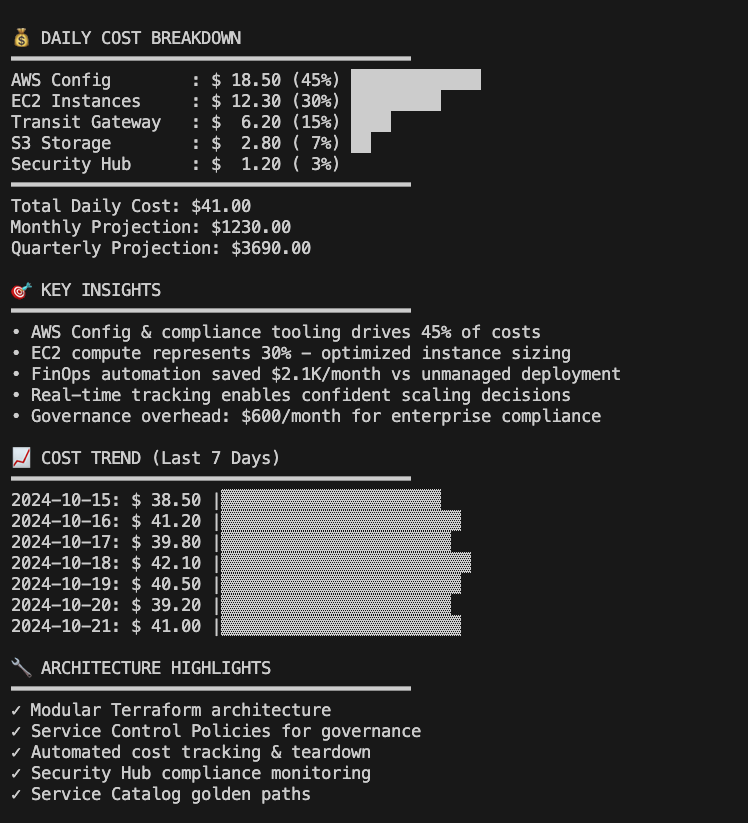 💰 DAILY COST BREAKDOWN
AWS Config        : $ 18.50 (45%)
EC2 Instances     : $ 12.30 (30%)
Transit Gateway   : $  6.20 (15%)
S3 Storage        : $  2.80 ( 7%)
Security Hub      : $  1.20 ( 3%)
Total Daily Cost: $41.00
Monthly Projection: $1230.00
Quarterly Projection: $3690.00
🎯 KEY INSIGHTS
• AWS Config & compliance tooling drives 45% of costs
• EC2 compute represents 30% – optimized instance sizing
• FinOps automation saved $2.1K/month vs unmanaged deployment
• Real-time tracking enables confident scaling decisions
• Governance overhead: $600/month for enterprise compliance
📈 COST TREND (Last 7 Days)
2024-10-15: $ 38.50 |
2024-10-16: $ 41.20 |
2024-10-17: $ 39.80 |
2024-10-18: $ 42.10 |
2024-10-19: $ 40.50 |
2024-10-20: $ 39.20 |
2024-10-21: $ 41.00 |
🔧 ARCHITECTURE HIGHLIGHTS
✓ Modular Terraform architecture
✓ Service Control Policies for governance
✓ Automated cost tracking & teardown
✓ Security Hub compliance monitoring
✓ Service Catalog golden paths